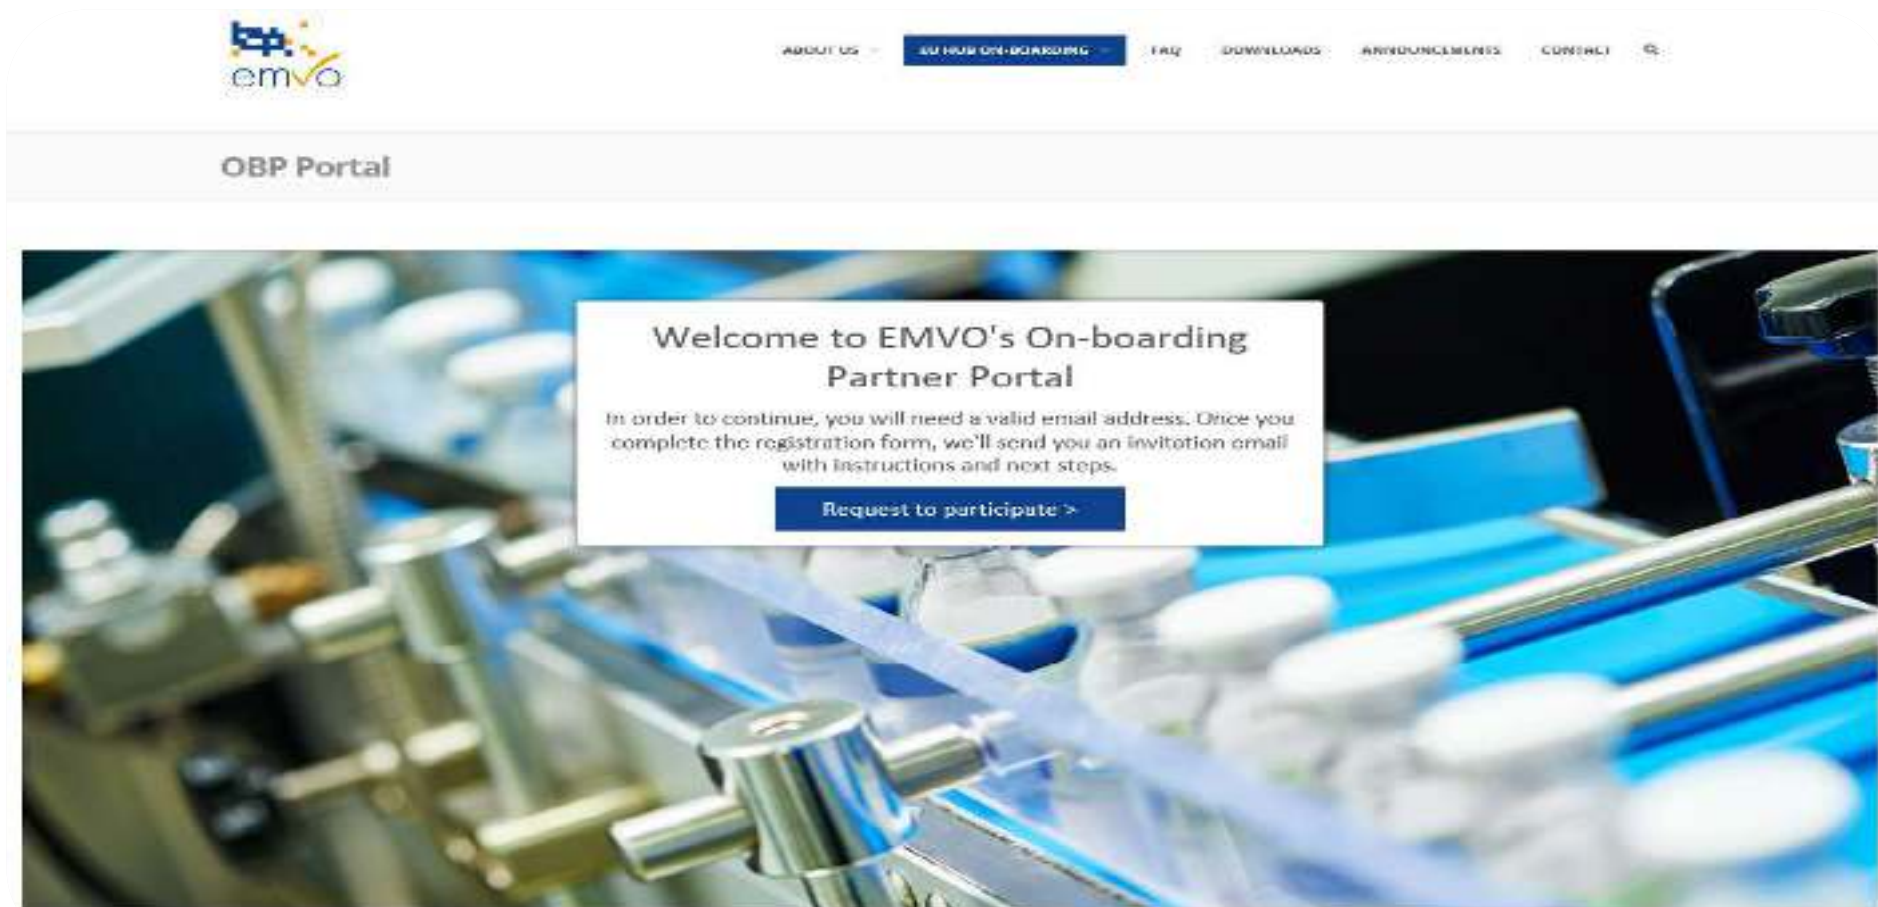 emvo
ABOUT US EU HUB ON-BOARDING FAQ DOWNLOADS ANNOUNCEMENTS CONTACT
OBP Portal
Welcome to EMVO's On-boarding
Partner Portal
In order to continue, you will need a valid email address. Once you
complete the registration form, we'll send you an invitation email
with instructions and next steps.
Request to participate >